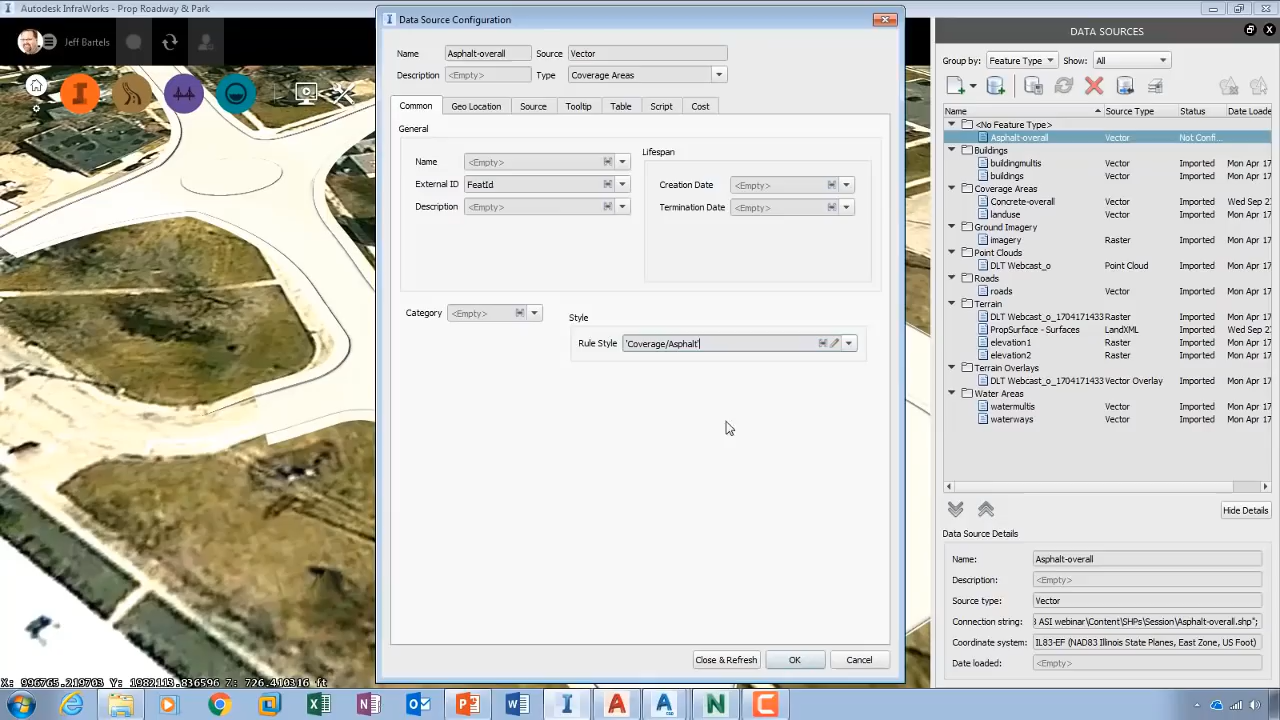 Autodesk InfraWorks - Prop Roadway & Park
Jeff Bartels
Data Source Configuration
Name Asphalt-overall Source Vector
Description <Empty> Type Coverage Areas
Common Geo Location Source Tooltip Table Script Cost
General
Name <Empty>
External ID FeatId
Description <Empty>
Lifespan
Creation Date <Empty>
Termination Date <Empty>
Category <Empty>
Style
Rule Style 'Coverage/Asphalt'
Close & Refresh OK Cancel
DATA SOURCES
Group by: Feature Type Show: All
Name Source Type Status Date Loade
<No Feature Type>
Asphalt-overall Vector Not Confi...
Buildings
buildingmultis Vector Imported Mon Apr 17
buildings Vector Imported Mon Apr 17
Coverage Areas
Concrete-overall Vector Imported Wed Sep 2
landuse Vector Imported Mon Apr 17
Ground Imagery
imagery Raster Imported Mon Apr 17
Point Clouds
DLT Webcast_o Point Cloud Imported Mon Apr 17
Roads
roads Vector Imported Mon Apr 17
Terrain
DLT Webcast_o_1704171433 Raster Imported Mon Apr 17
PropSurface - Surfaces LandXML Imported Wed Sep 2
elevation1 Raster Imported Mon Apr 17
elevation2 Raster Imported Mon Apr 17
Terrain Overlays
DLT Webcast_o_1704171433 Vector Overlay Imported Mon Apr 17
Water Areas
watermultis Vector Imported Mon Apr 17
waterways Vector Imported Mon Apr 17
Hide Details
Data Source Details
Name: Asphalt-overall
Description: <Empty>
Source type: Vector
Connection string: ASI webinar\Content\SHPs\Session\Asphalt-overall.shp";
Coordinate system: IL83-EF (NAD83 Illinois State Planes, East Zone, US Foot)
Date loaded: <Empty>
X: 996765.219703 Y: 1982113.836596 Z: 726.410316 ft